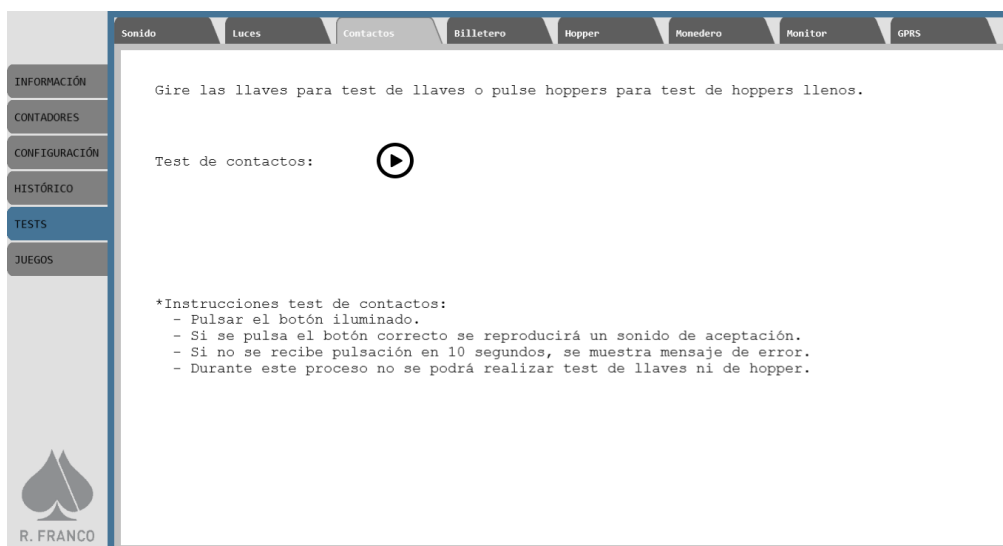 Sonido Luces Contactos Billetero Hopper Monedero Monitor GPRS
INFORMACIÓN
CONTADORES
CONFIGURACIÓN
HISTÓRICO
TESTS
JUEGOS
Gire las llaves para test de llaves o pulse hoppers para test de hoppers llenos.
Test de contactos:
*Instrucciones test de contactos:
- Pulsar el botón iluminado.
- Si se pulsa el botón correcto se reproducirá un sonido de aceptación.
- Si no se recibe pulsación en 10 segundos, se muestra mensaje de error.
- Durante este proceso no se podrá realizar test de llaves ni de hopper.
R. FRANCO